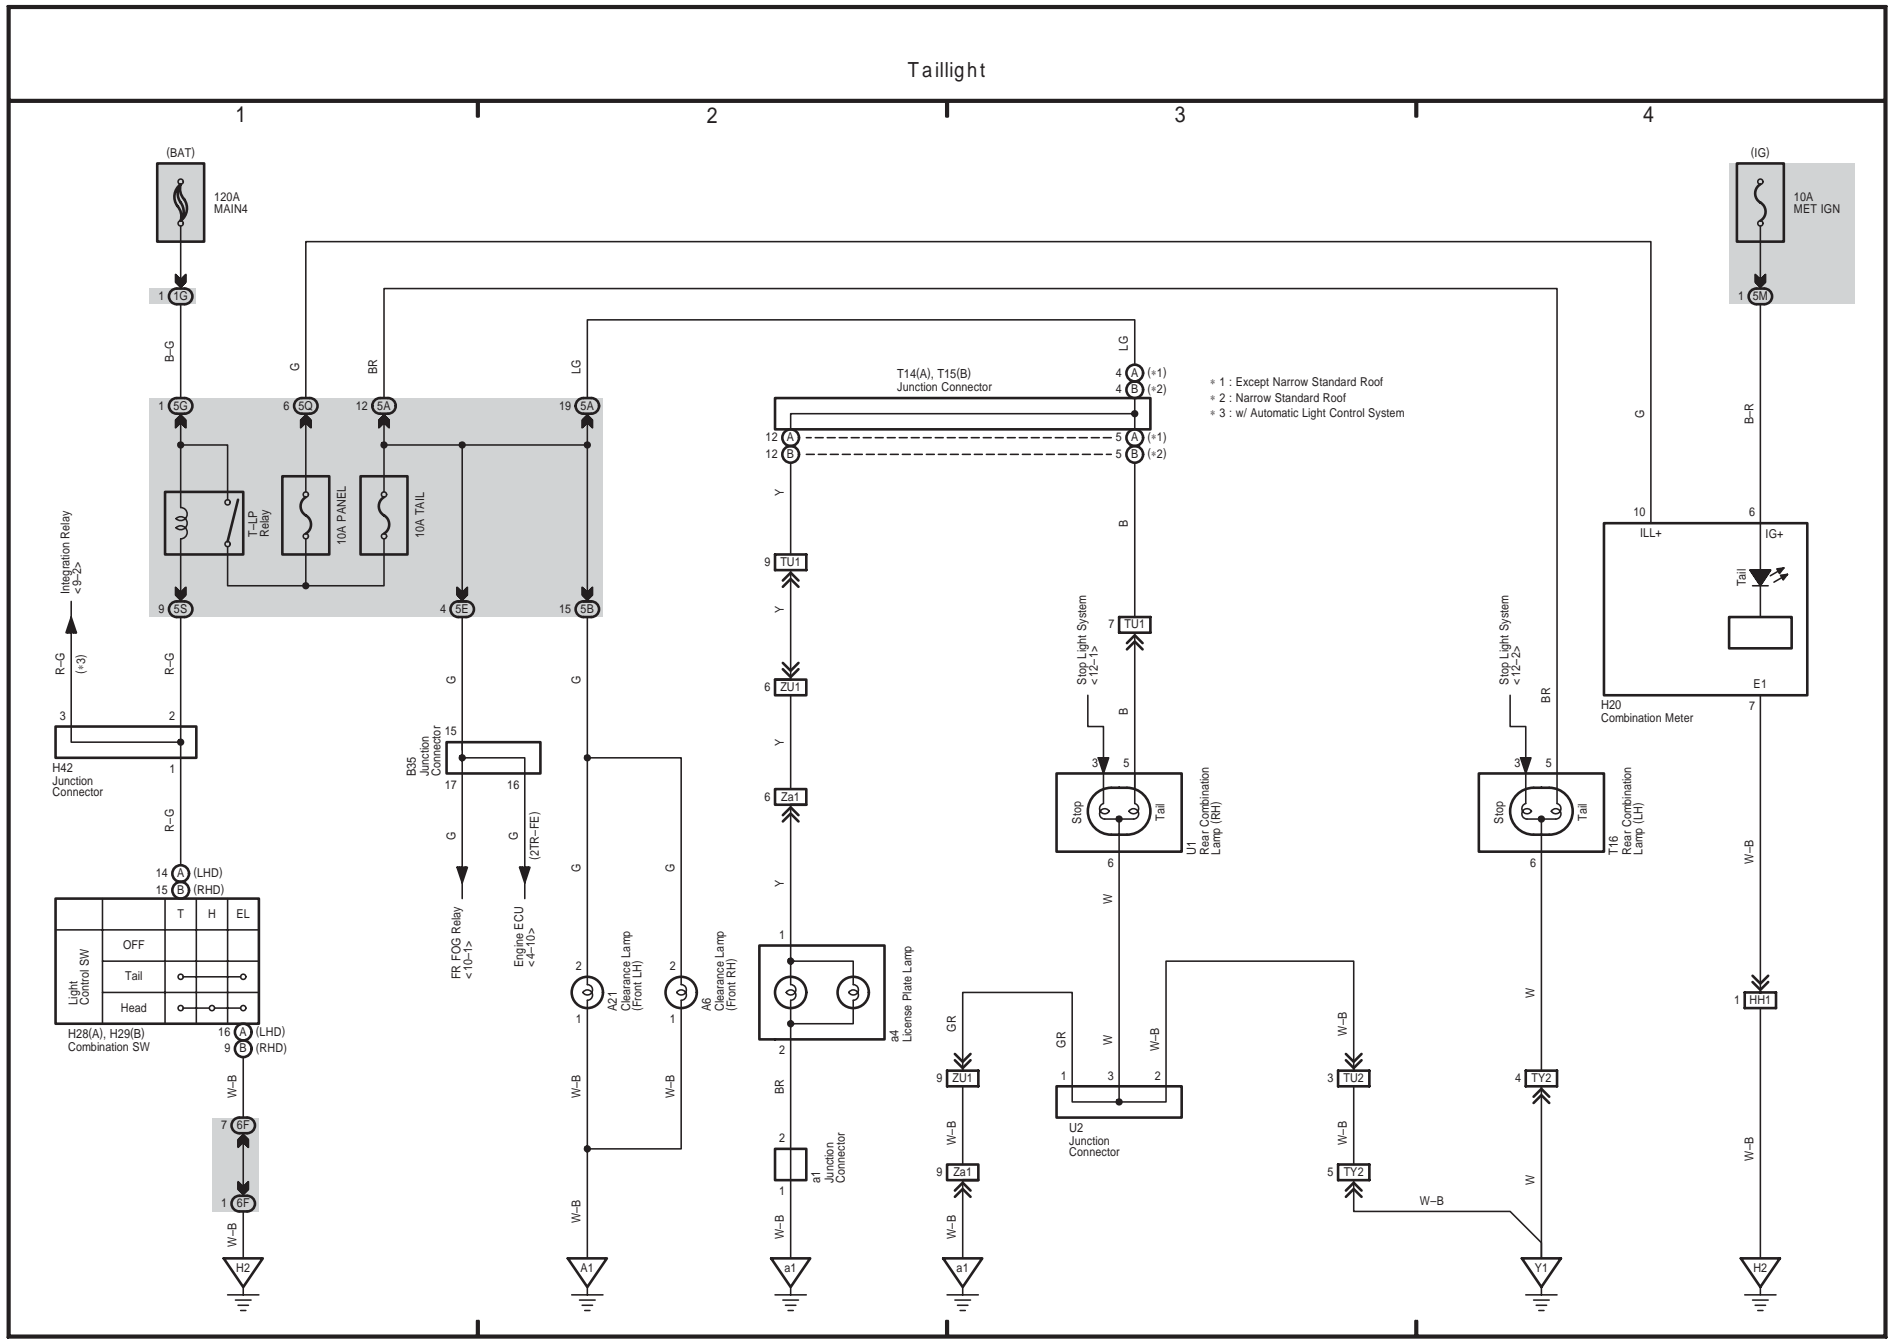 Taillight
1
2
3
4
(BAT)
120A
MAIN4
(IG)
10A
MET IGN
1 1G
1 5M
B–G
G
BR
LG
LG
G
B–R
T14(A), T15(B)
Junction Connector
4 A (∗1)
4 B (∗2)
∗ 1 : Except Narrow Standard Roof
∗ 2 : Narrow Standard Roof
∗ 3 : w/ Automatic Light Control System
1 5G
6 5Q
12 5A
19 5A
12 A
5 A (∗1)
12 B
5 B (∗2)
T–LP
Relay
10A PANEL
10A TAIL
Y
B
10
6
ILL+
IG+
Tail
E1
7
H20
Combination Meter
Integration Relay
<9–2>
9 5S
4 5E
15 5B
9 TU1
Y
7 TU1
Stop Light System
<12–1>
Stop Light System
<12–2>
R–G
(∗3)
R–G
G
G
6 ZU1
B
BR
3
2
1
H42
Junction
Connector
15
17
16
B35
Junction
Connector
Y
6 Za1
3
5
Stop
Tail
6
U1
Rear Combination
Lamp (RH)
3
5
Stop
Tail
6
T16
Rear Combination
Lamp (LH)
R–G
G
G
(2TR–FE)
G
G
Y
W
W–B
14 A (LHD)
15 B (RHD)
T
H
EL
OFF
Tail
Head
Light
Control SW
H28(A), H29(B)
Combination SW
16 A (LHD)
9 B (RHD)
FR FOG Relay
<10–1>
Engine ECU
<4–10>
2
1
A21
Clearance Lamp
(Front LH)
2
1
A6
Clearance Lamp
(Front RH)
1
2
a4
License Plate Lamp
W
1 HH1
GR
GR
W
W–B
W–B
W–B
W–B
W–B
BR
9 ZU1
1
3
2
3 TU2
4 TY2
7 6F
U2
Junction
Connector
2
1
a1
Junction
Connector
W–B
W–B
W–B
9 Za1
5 TY2
W
1 6F
W–B
W–B
W–B
W–B
W–B
H2
A1
a1
a1
Y1
H2